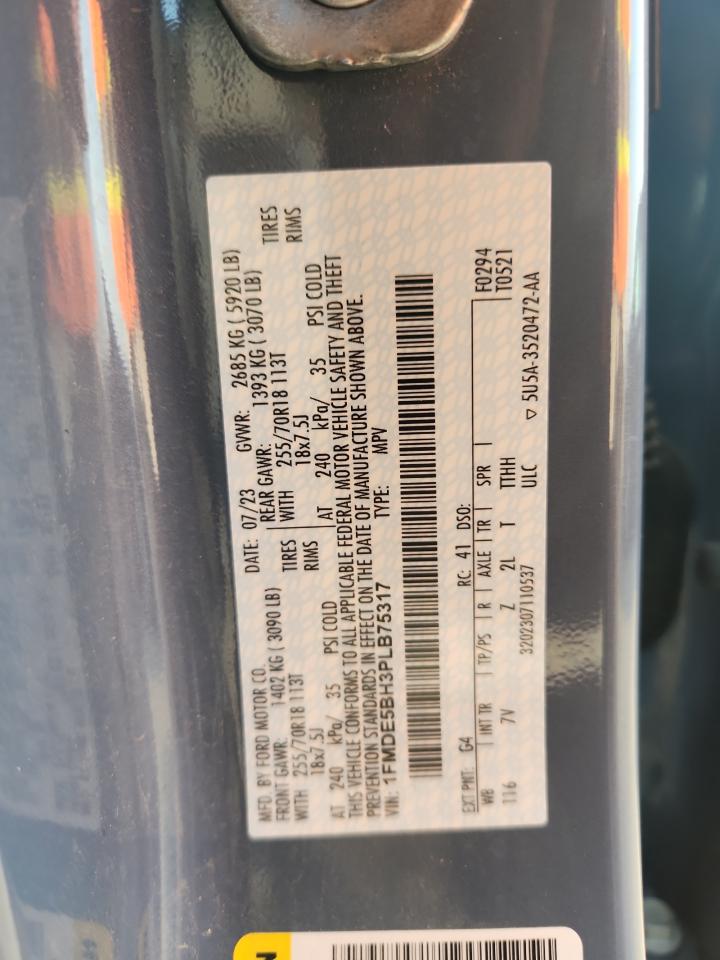 MFD. BY FORD MOTOR CO.
DATE: 07/23 GVWR: 2685 KG ( 5920 LB)
FRONT GAWR: 1402 KG ( 3090 LB) REAR GAWR: 1393 KG ( 3070 LB)
WITH 255/70R18 113T TIRES WITH 255/70R18 113T TIRES
18x7.5J RIMS 18x7.5J RIMS
AT 240 kPa/ 35 PSI COLD AT 240 kPa/ 35 PSI COLD
THIS VEHICLE CONFORMS TO ALL APPLICABLE FEDERAL MOTOR VEHICLE SAFETY AND THEFT
PREVENTION STANDARDS IN EFFECT ON THE DATE OF MANUFACTURE SHOWN ABOVE.
VIN: 1FMDE5BH3PLB75317 TYPE: MPV
EXT PNT: G4 RC: 41 DSO: F0294
WB INT TR TP/PS R AXLE TR SPR T0521
116 7V Z 2L T TTHH
3202307110537 ULC ▽ 5U5A-3520472-AA
N